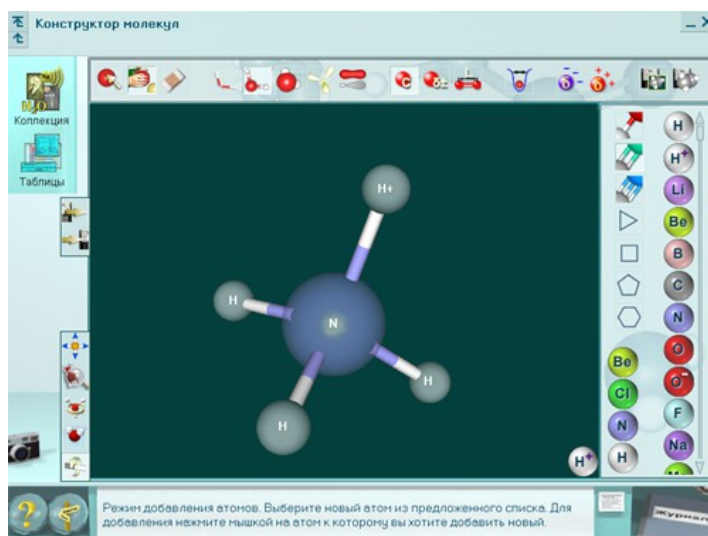 Конструктор молекул
H₂O
Коллекция
Таблицы
C
δ±
δ-
δ+
H+
H
N
H
H
H+
H
H+
Li
Be
B
C
N
O
O-
F
Na
Be
Cl
N
H
?
Режим добавления атомов. Выберите новый атом из предложенного списка. Для
добавления нажмите мышкой на атом к которому вы хотите добавить новый.